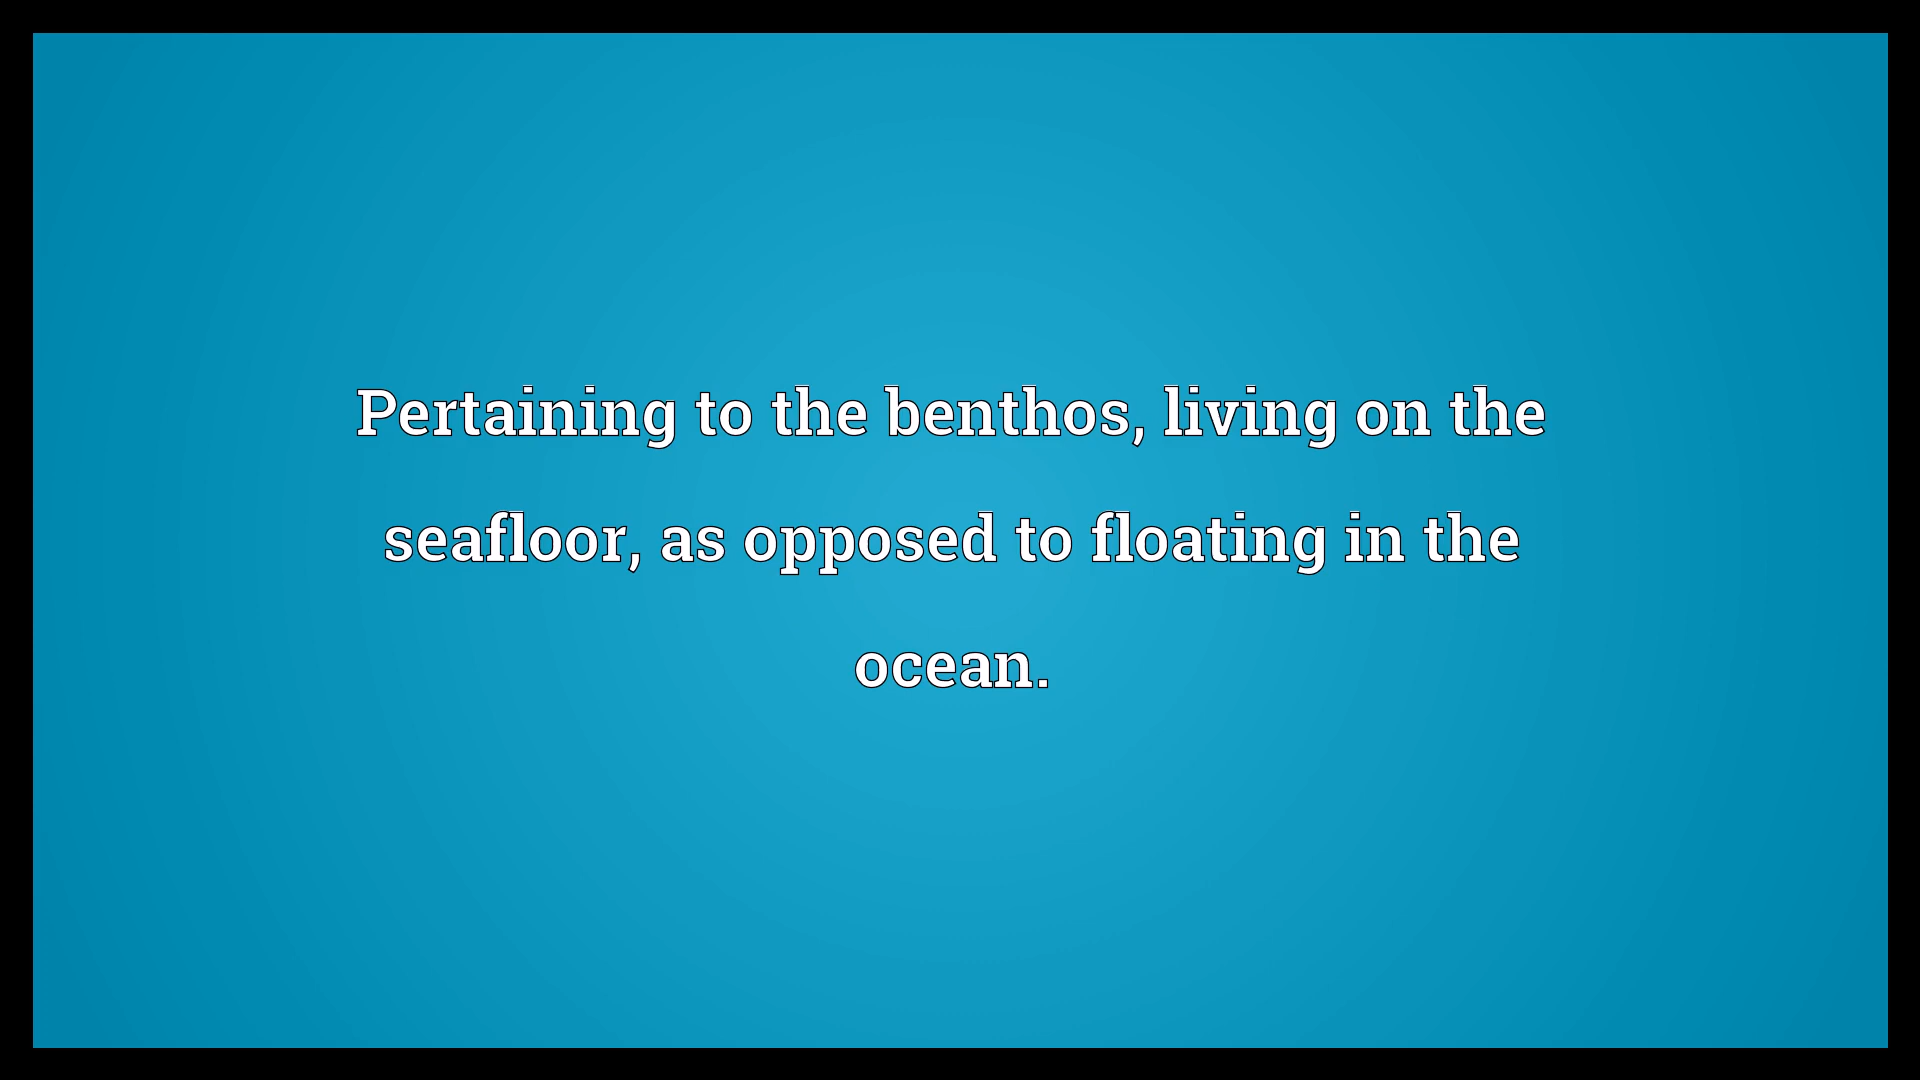 Pertaining to the benthos, living on the
seafloor, as opposed to floating in the
ocean.